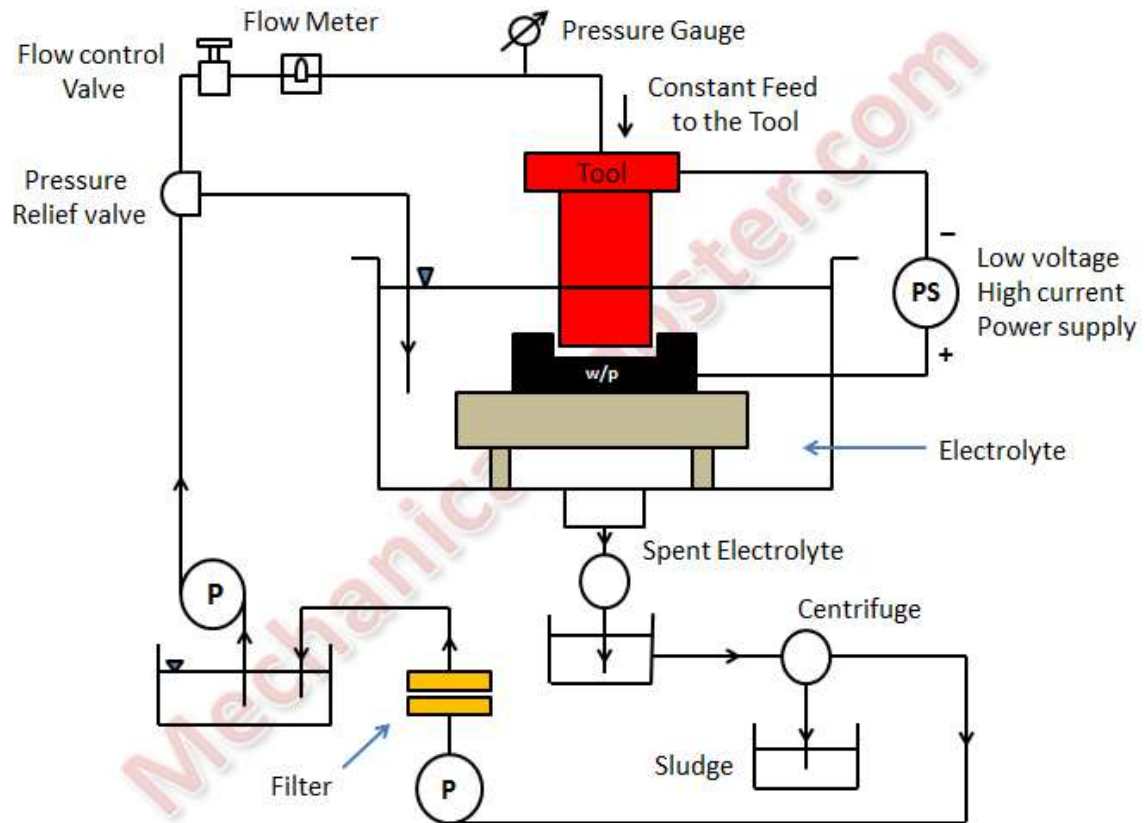 Flow Meter
Flow control
Valve
Pressure Gauge
Constant Feed
to the Tool
Tool
Pressure
Relief valve
−
Low voltage
High current
Power supply
PS
+
w/p
Electrolyte
Spent Electrolyte
P
Centrifuge
Sludge
Filter
P